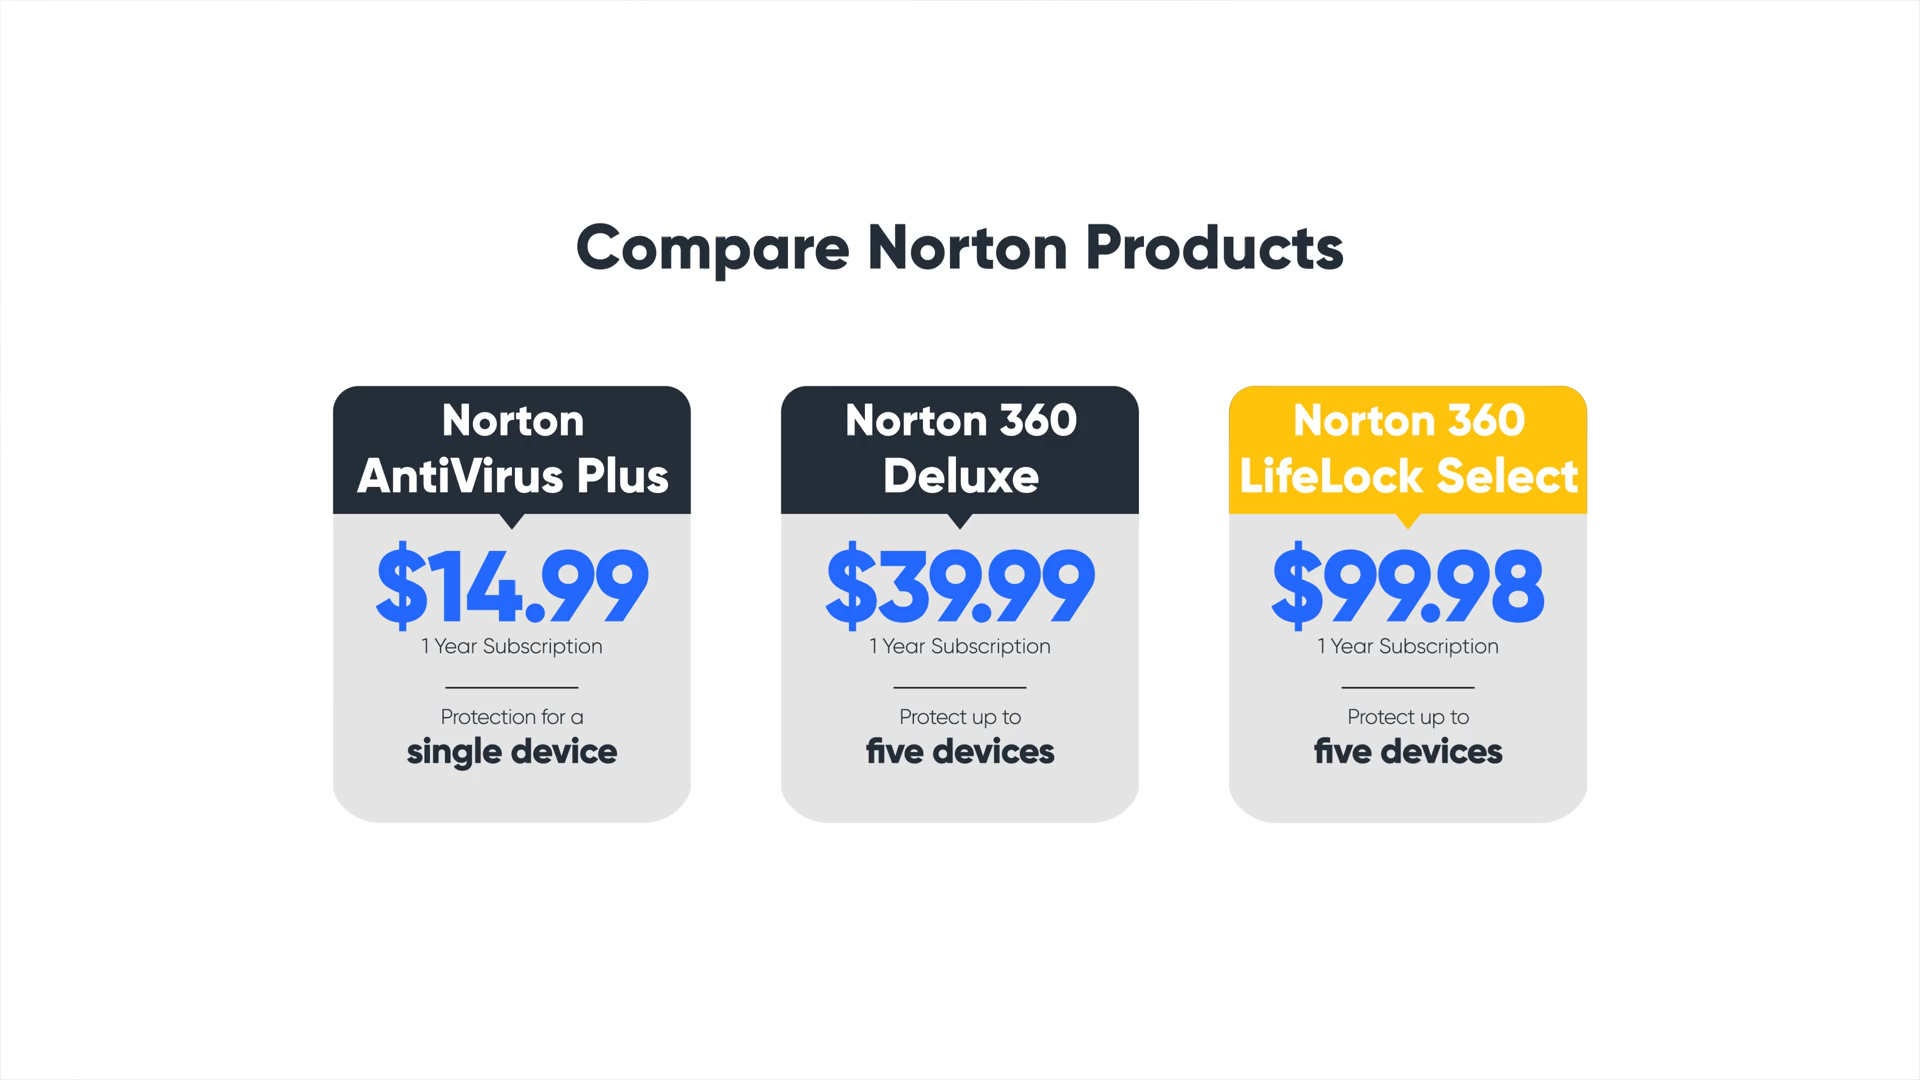 Compare Norton Products
Norton
AntiVirus Plus
$14.99
1 Year Subscription
Protection for a
single device
Norton 360
Deluxe
$39.99
1 Year Subscription
Protect up to
five devices
Norton 360
LifeLock Select
$99.98
1 Year Subscription
Protect up to
five devices